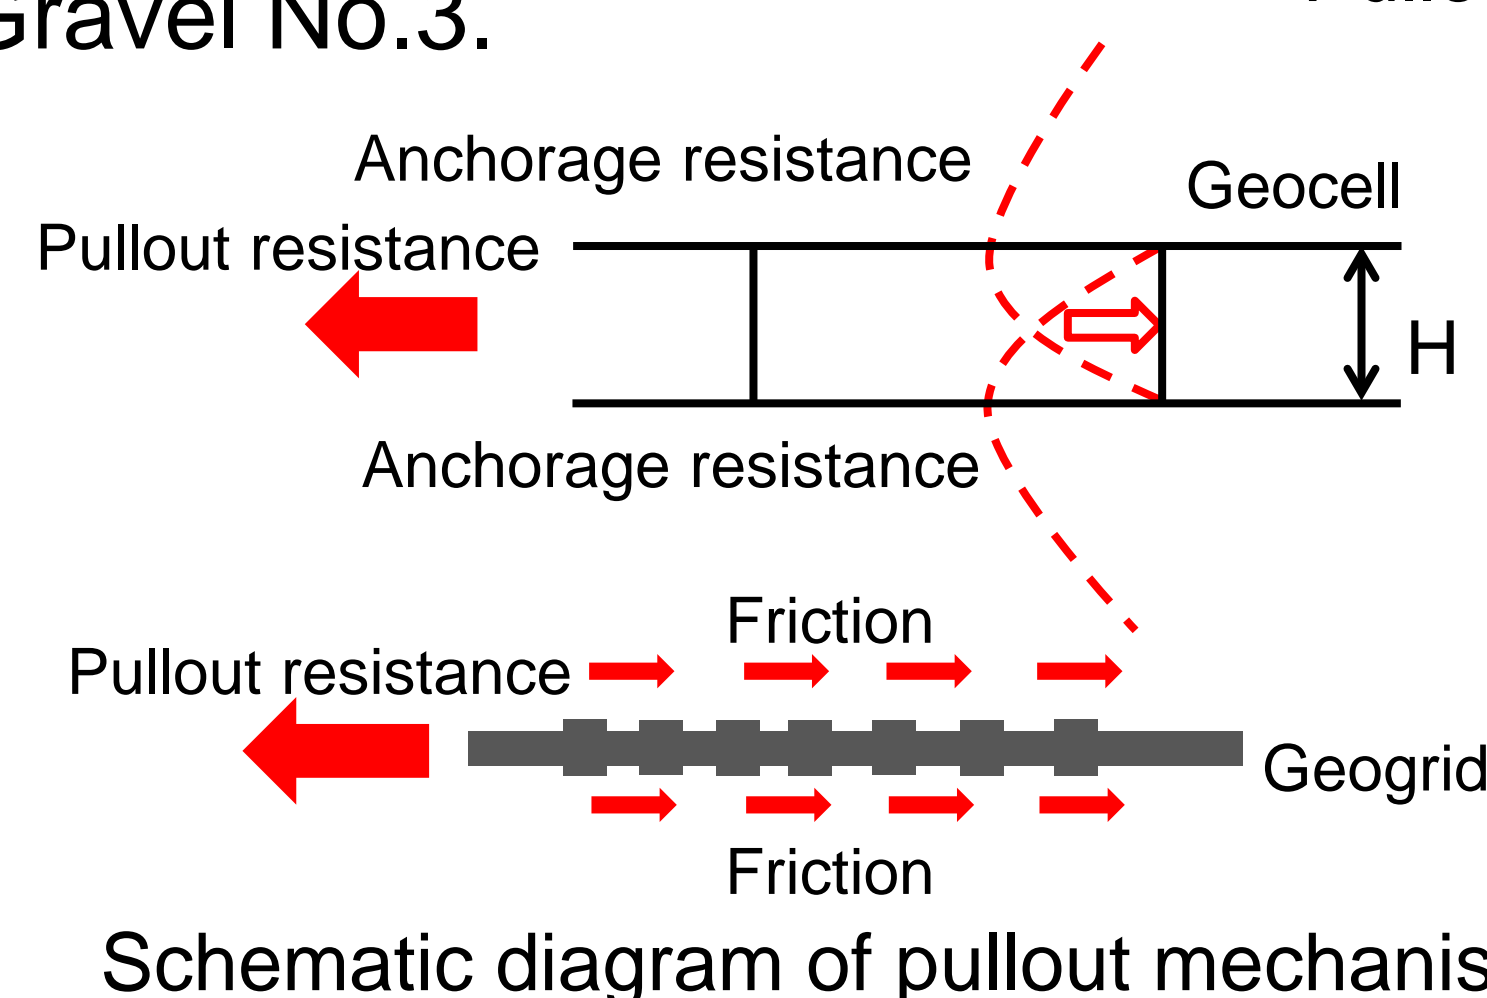 Gravel No.3.
Anchorage resistance
Geocell
Pullout resistance
H
Anchorage resistance
Friction
Pullout resistance
Geogrid
Friction
Schematic diagram of pullout mechanis